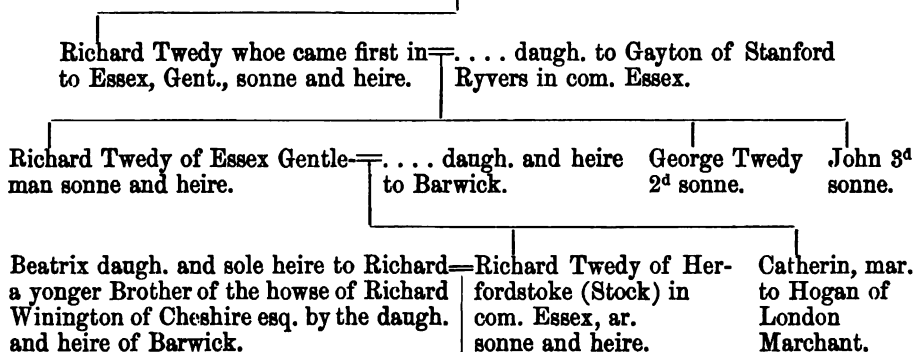 Richard Twedy whoe came first in
to Essex, Gent., sonne and heire.
. . . . daugh. to Gayton of Stanford
Ryvers in com. Essex.
Richard Twedy of Essex Gentle-
man sonne and heire.
. . . . daugh. and heire
to Barwick.
George Twedy
2d sonne.
John 3d
sonne.
Beatrix daugh. and sole heire to Richard
a yonger Brother of the howse of Richard
Winington of Cheshire esq. by the daugh.
and heire of Barwick.
Richard Twedy of Her-
fordstoke (Stock) in
com. Essex, ar.
sonne and heire.
Catherin, mar.
to Hogan of
London
Marchant.